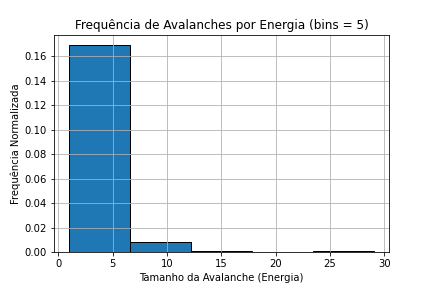 Frequência de Avalanches por Energia (bins = 5)
Frequência Normalizada
0.16
0.14
0.12
0.10
0.08
0.06
0.04
0.02
0.00
0 5 10 15 20 25 30
Tamanho da Avalanche (Energia)